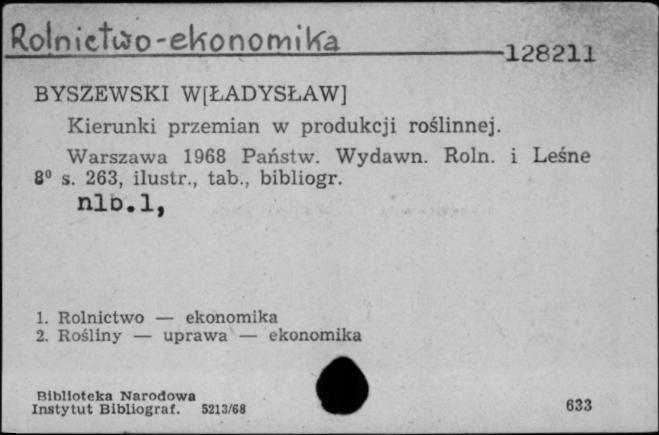 Rolnictwo-ekonomika
128211
BYSZEWSKI W[ŁADYSŁAW]
Kierunki przemian w produkcji roślinnej.
Warszawa 1968 Państw. Wydawn. Roln. i Leśne
8⁰ s. 263, ilustr., tab., bibliogr.
nlb.1,
1. Rolnictwo — ekonomika
2. Rośliny — uprawa — ekonomika
Biblioteka Narodowa
Instytut Bibliograf. 5213/68
633